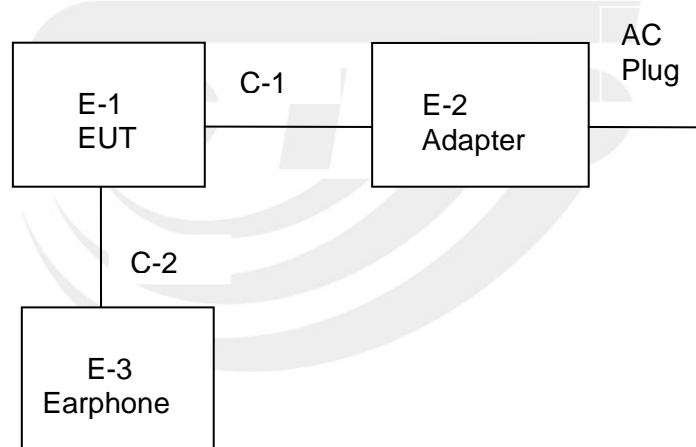 AC
Plug
C-1
E-1
EUT
E-2
Adapter
C-2
E-3
Earphone